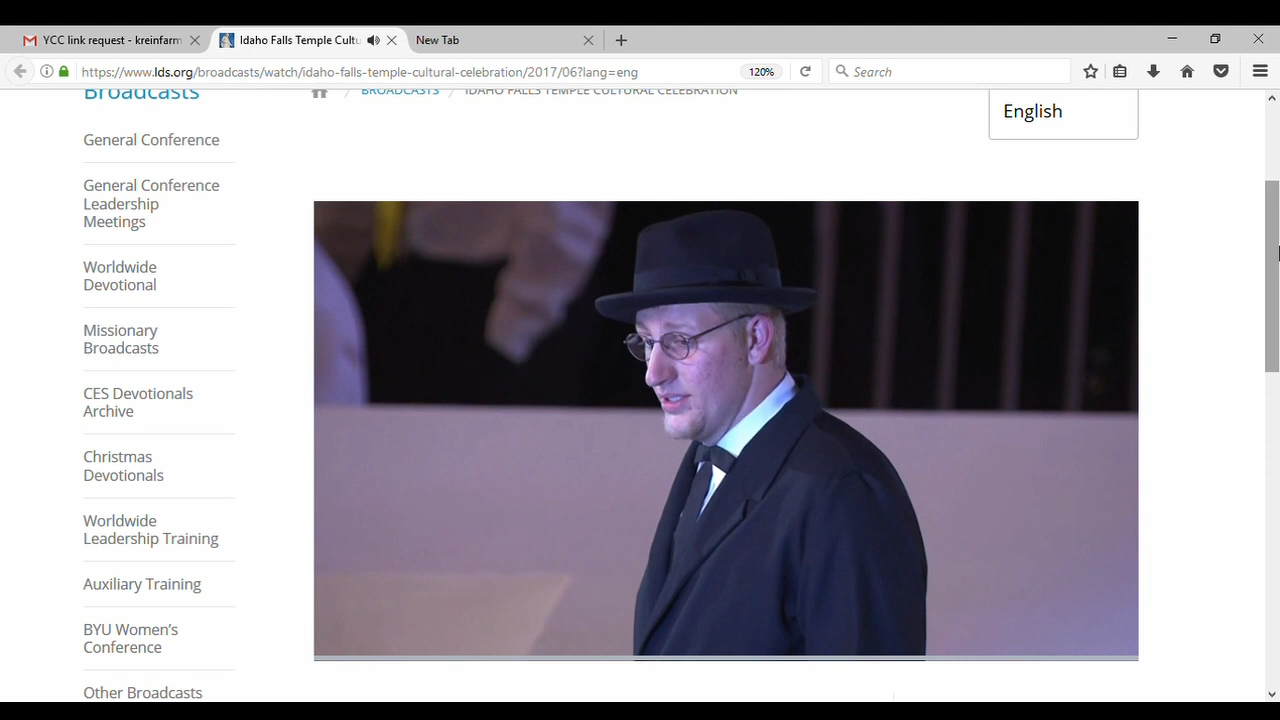 YCC link request - kreinfarm
Idaho Falls Temple Cultu
New Tab
https://www.lds.org/broadcasts/watch/idaho-falls-temple-cultural-celebration/2017/06?lang=eng
120%
Search
Broadcasts
BROADCASTS / IDAHO FALLS TEMPLE CULTURAL CELEBRATION
English
General Conference
General Conference
Leadership
Meetings
Worldwide
Devotional
Missionary
Broadcasts
CES Devotionals
Archive
Christmas
Devotionals
Worldwide
Leadership Training
Auxiliary Training
BYU Women's
Conference
Other Broadcasts